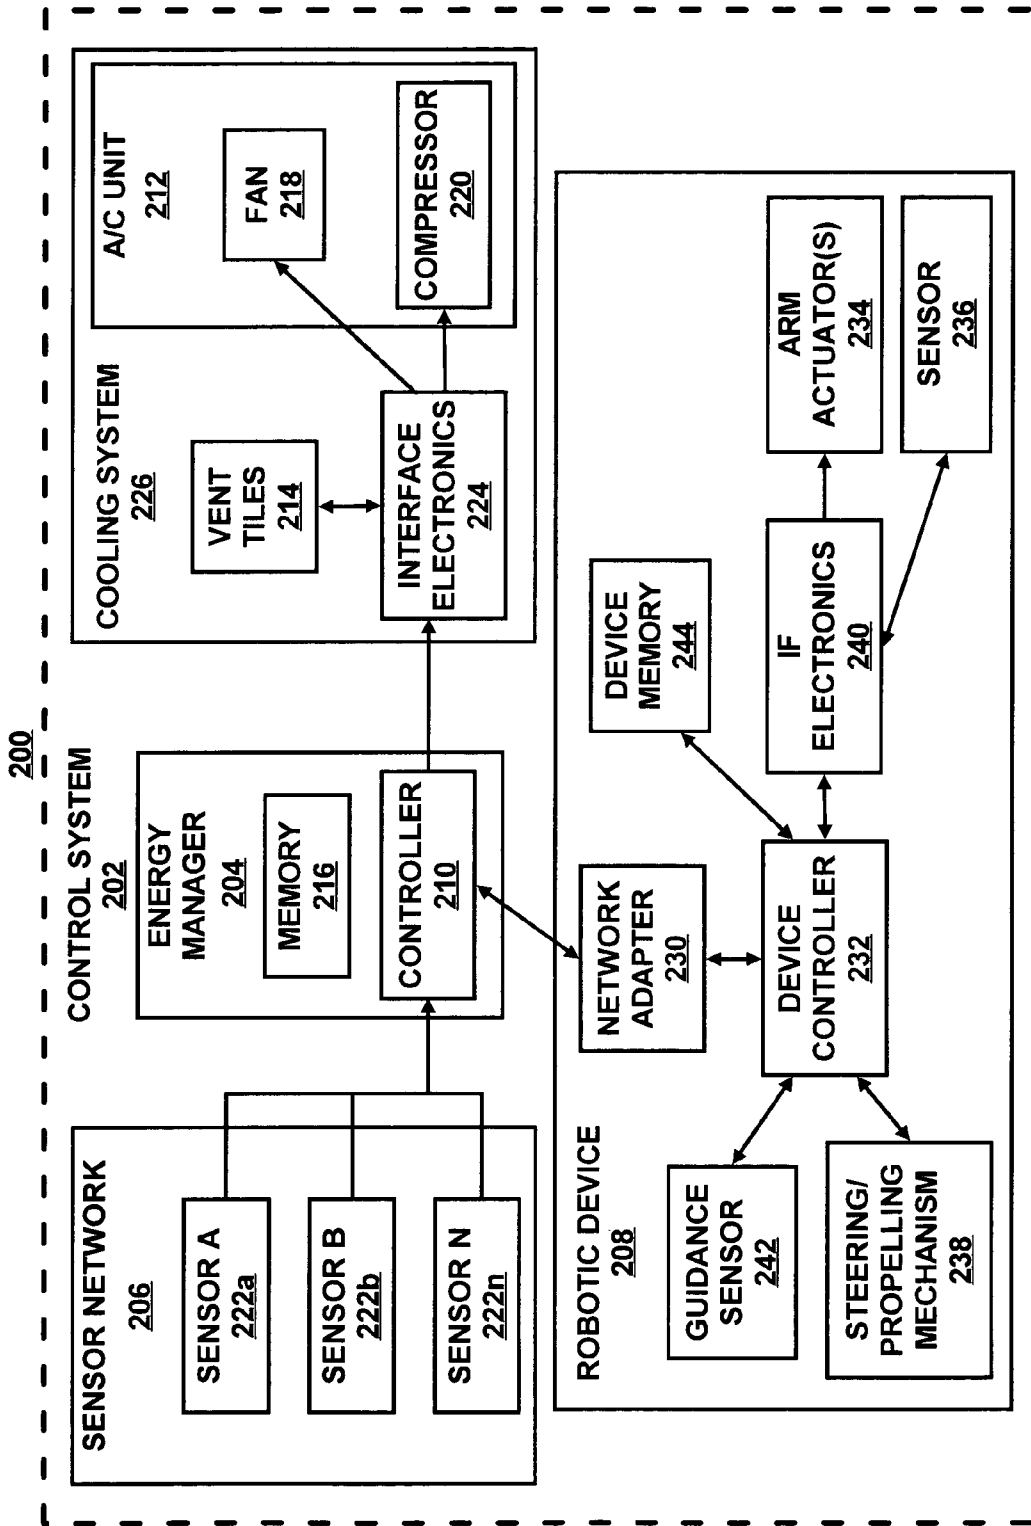 200
CONTROL SYSTEM
202
SENSOR NETWORK
206
SENSOR A
222a
SENSOR B
222b
SENSOR N
222n
ENERGY
MANAGER
204
MEMORY
216
CONTROLLER
210
COOLING SYSTEM
226
VENT
TILES
214
INTERFACE
ELECTRONICS
224
A/C UNIT
212
FAN
218
COMPRESSOR
220
ROBOTIC DEVICE
208
GUIDANCE
SENSOR
242
STEERING/
PROPELLING
MECHANISM
238
NETWORK
ADAPTER
230
DEVICE
CONTROLLER
232
DEVICE
MEMORY
244
IF
ELECTRONICS
240
ARM
ACTUATOR(S)
234
SENSOR
236